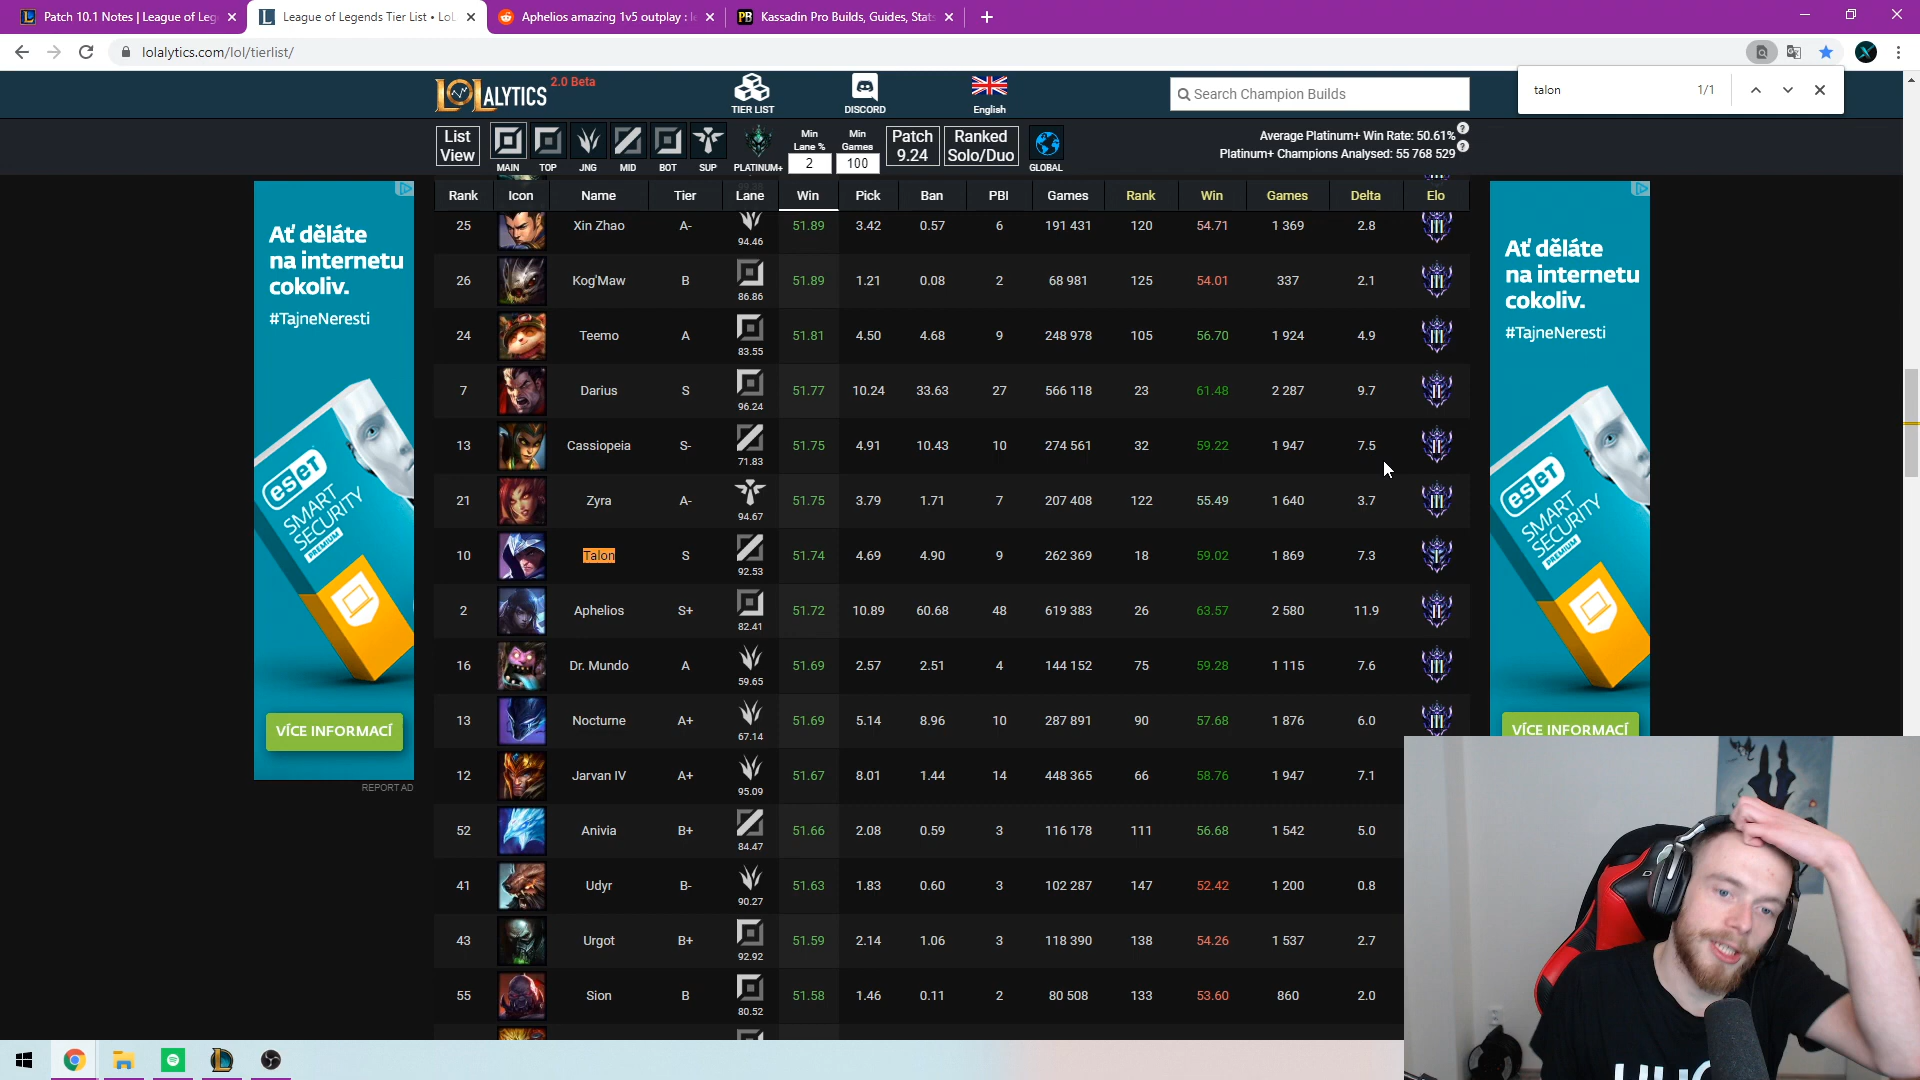 Patch 10.1 Notes | League of Leg
League of Legends Tier List • LoL
Aphelios amazing 1v5 outplay : l
Kassadin Pro Builds, Guides, Stats
lolalytics.com/lol/tierlist/
talon 1/1
LOLALYTICS 2.0 Beta
TIER LIST
DISCORD
English
Search Champion Builds
List View
MAIN TOP JNG MID BOT SUP PLATINUM+
Min Lane % 2
Min Games 100
Patch 9.24
Ranked Solo/Duo
GLOBAL
Average Platinum+ Win Rate: 50.61% ?
Platinum+ Champions Analysed: 55 768 529 ?
Rank Icon Name Tier Lane Win Pick Ban PBI Games Rank Win Games Delta Elo
25 Xin Zhao A- 94.46 51.89 3.42 0.57 6 191 431 120 54.71 1 369 2.8
26 Kog'Maw B 86.86 51.89 1.21 0.08 2 68 981 125 54.01 337 2.1
24 Teemo A 83.55 51.81 4.50 4.68 9 248 978 105 56.70 1 924 4.9
7 Darius S 96.24 51.77 10.24 33.63 27 566 118 23 61.48 2 287 9.7
13 Cassiopeia S- 71.83 51.75 4.91 10.43 10 274 561 32 59.22 1 947 7.5
21 Zyra A- 94.67 51.75 3.79 1.71 7 207 408 122 55.49 1 640 3.7
10 Talon S 92.53 51.74 4.69 4.90 9 262 369 18 59.02 1 869 7.3
2 Aphelios S+ 82.41 51.72 10.89 60.68 48 619 383 26 63.57 2 580 11.9
16 Dr. Mundo A 59.65 51.69 2.57 2.51 4 144 152 75 59.28 1 115 7.6
13 Nocturne A+ 67.14 51.69 5.14 8.96 10 287 891 90 57.68 1 876 6.0
12 Jarvan IV A+ 95.09 51.67 8.01 1.44 14 448 365 66 58.76 1 947 7.1
52 Anivia B+ 84.47 51.66 2.08 0.59 3 116 178 111 56.68 1 542 5.0
41 Udyr B- 90.27 51.63 1.83 0.60 3 102 287 147 52.42 1 200 0.8
43 Urgot B+ 92.92 51.59 2.14 1.06 3 118 390 138 54.26 1 537 2.7
55 Sion B 80.52 51.58 1.46 0.11 2 80 508 133 53.60 860 2.0
Ať děláte
na internetu
cokoliv.
#TajneNeresti
eset
SMART
SECURITY
PREMIUM
VÍCE INFORMACÍ
REPORT AD
Ať děláte
na internetu
cokoliv.
#TajneNeresti
eset
SMART
SECURITY
PREMIUM
VÍCE INFORMACÍ